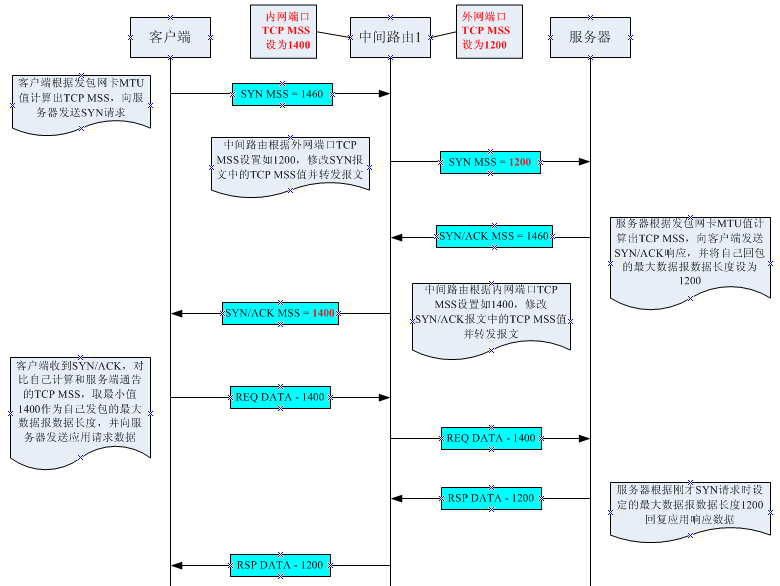 客户端
内网端口
TCP MSS
设为1400
中间路由1
外网端口
TCP MSS
设为1200
服务器
客户端根据发包网卡MTU
值计算出TCP MSS，向服
务器发送SYN请求
SYN MSS = 1460
中间路由根据外网端口TCP
MSS设置如1200，修改SYN报
文中的TCP MSS值并转发报文
SYN MSS = 1200
服务器根据发包网卡MTU值计
算出TCP MSS，向客户端发送
SYN/ACK响应，并将自己回包
的最大数据报数据长度设为
1200
SYN/ACK MSS = 1460
中间路由根据内网端口TCP
MSS设置如1400，修改
SYN/ACK报文中的TCP MSS值
并转发报文
SYN/ACK MSS = 1400
客户端收到SYN/ACK，对
比自己计算和服务端通告
的TCP MSS，取最小值
1400作为自己发包的最大
数据报数据长度，并向服
务器发送应用请求数据
REQ DATA - 1400
REQ DATA - 1400
服务器根据刚才SYN请求时设
定的最大数据报数据长度1200
回复应用响应数据
RSP DATA - 1200
RSP DATA - 1200